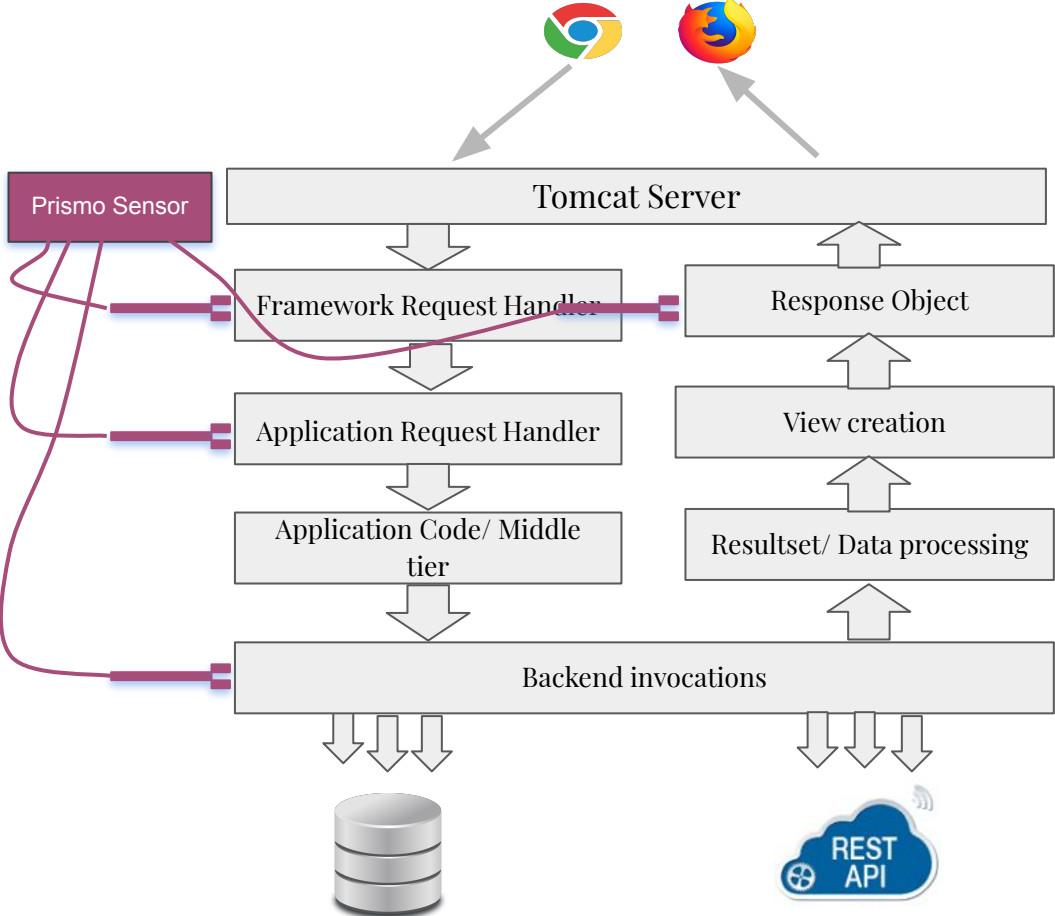 Tomcat Server
Prismo Sensor
Framework Request Handler
Response Object
Application Request Handler
View creation
Application Code/ Middle
tier
Resultset/ Data processing
Backend invocations
REST
API